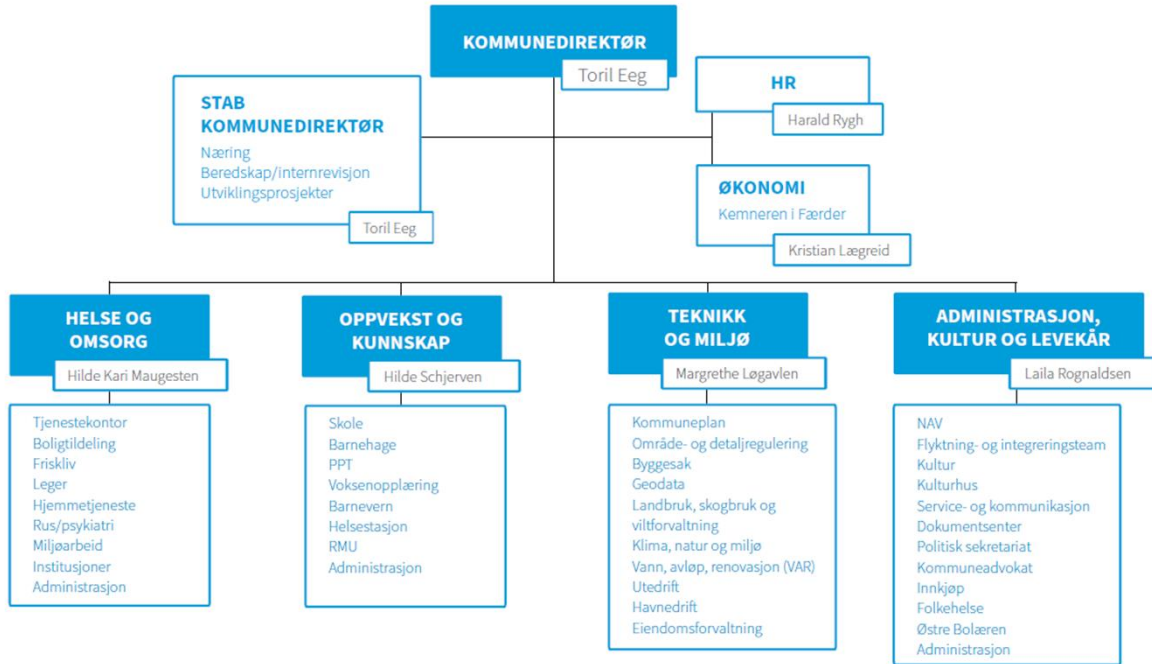 KOMMUNEDIREKTØR
Toril Eeg
STAB
KOMMUNEDIREKTØR
Næring
Beredskap/internrevisjon
Utviklingsprosjekter
Toril Eeg
HR
Harald Rygh
ØKONOMI
Kemneren i Færder
Kristian Lægreid
HELSE OG
OMSORG
Hilde Kari Maugesten
Tjenestekontor
Boligtildeling
Friskliv
Leger
Hjemmetjeneste
Rus/psykiatri
Miljøarbeid
Institusjoner
Administrasjon
OPPVEKST OG
KUNNSKAP
Hilde Schjerven
Skole
Barnehage
PPT
Voksenopplæring
Barnevern
Helsestasjon
RMU
Administrasjon
TEKNIKK
OG MILJØ
Margrethe Løgavlen
Kommuneplan
Område- og detaljregulering
Byggesak
Geodata
Landbruk, skogbruk og
viltforvaltning
Klima, natur og miljø
Vann, avløp, renovasjon (VAR)
Utedrift
Havnedrift
Eiendomsforvaltning
ADMINISTRASJON,
KULTUR OG LEVEKÅR
Laila Rognaldsen
NAV
Flyktning- og integreringsteam
Kultur
Kulturhus
Service- og kommunikasjon
Dokumentsenter
Politisk sekretariat
Kommuneadvokat
Innkjøp
Folkehelse
Østre Bolæren
Administrasjon